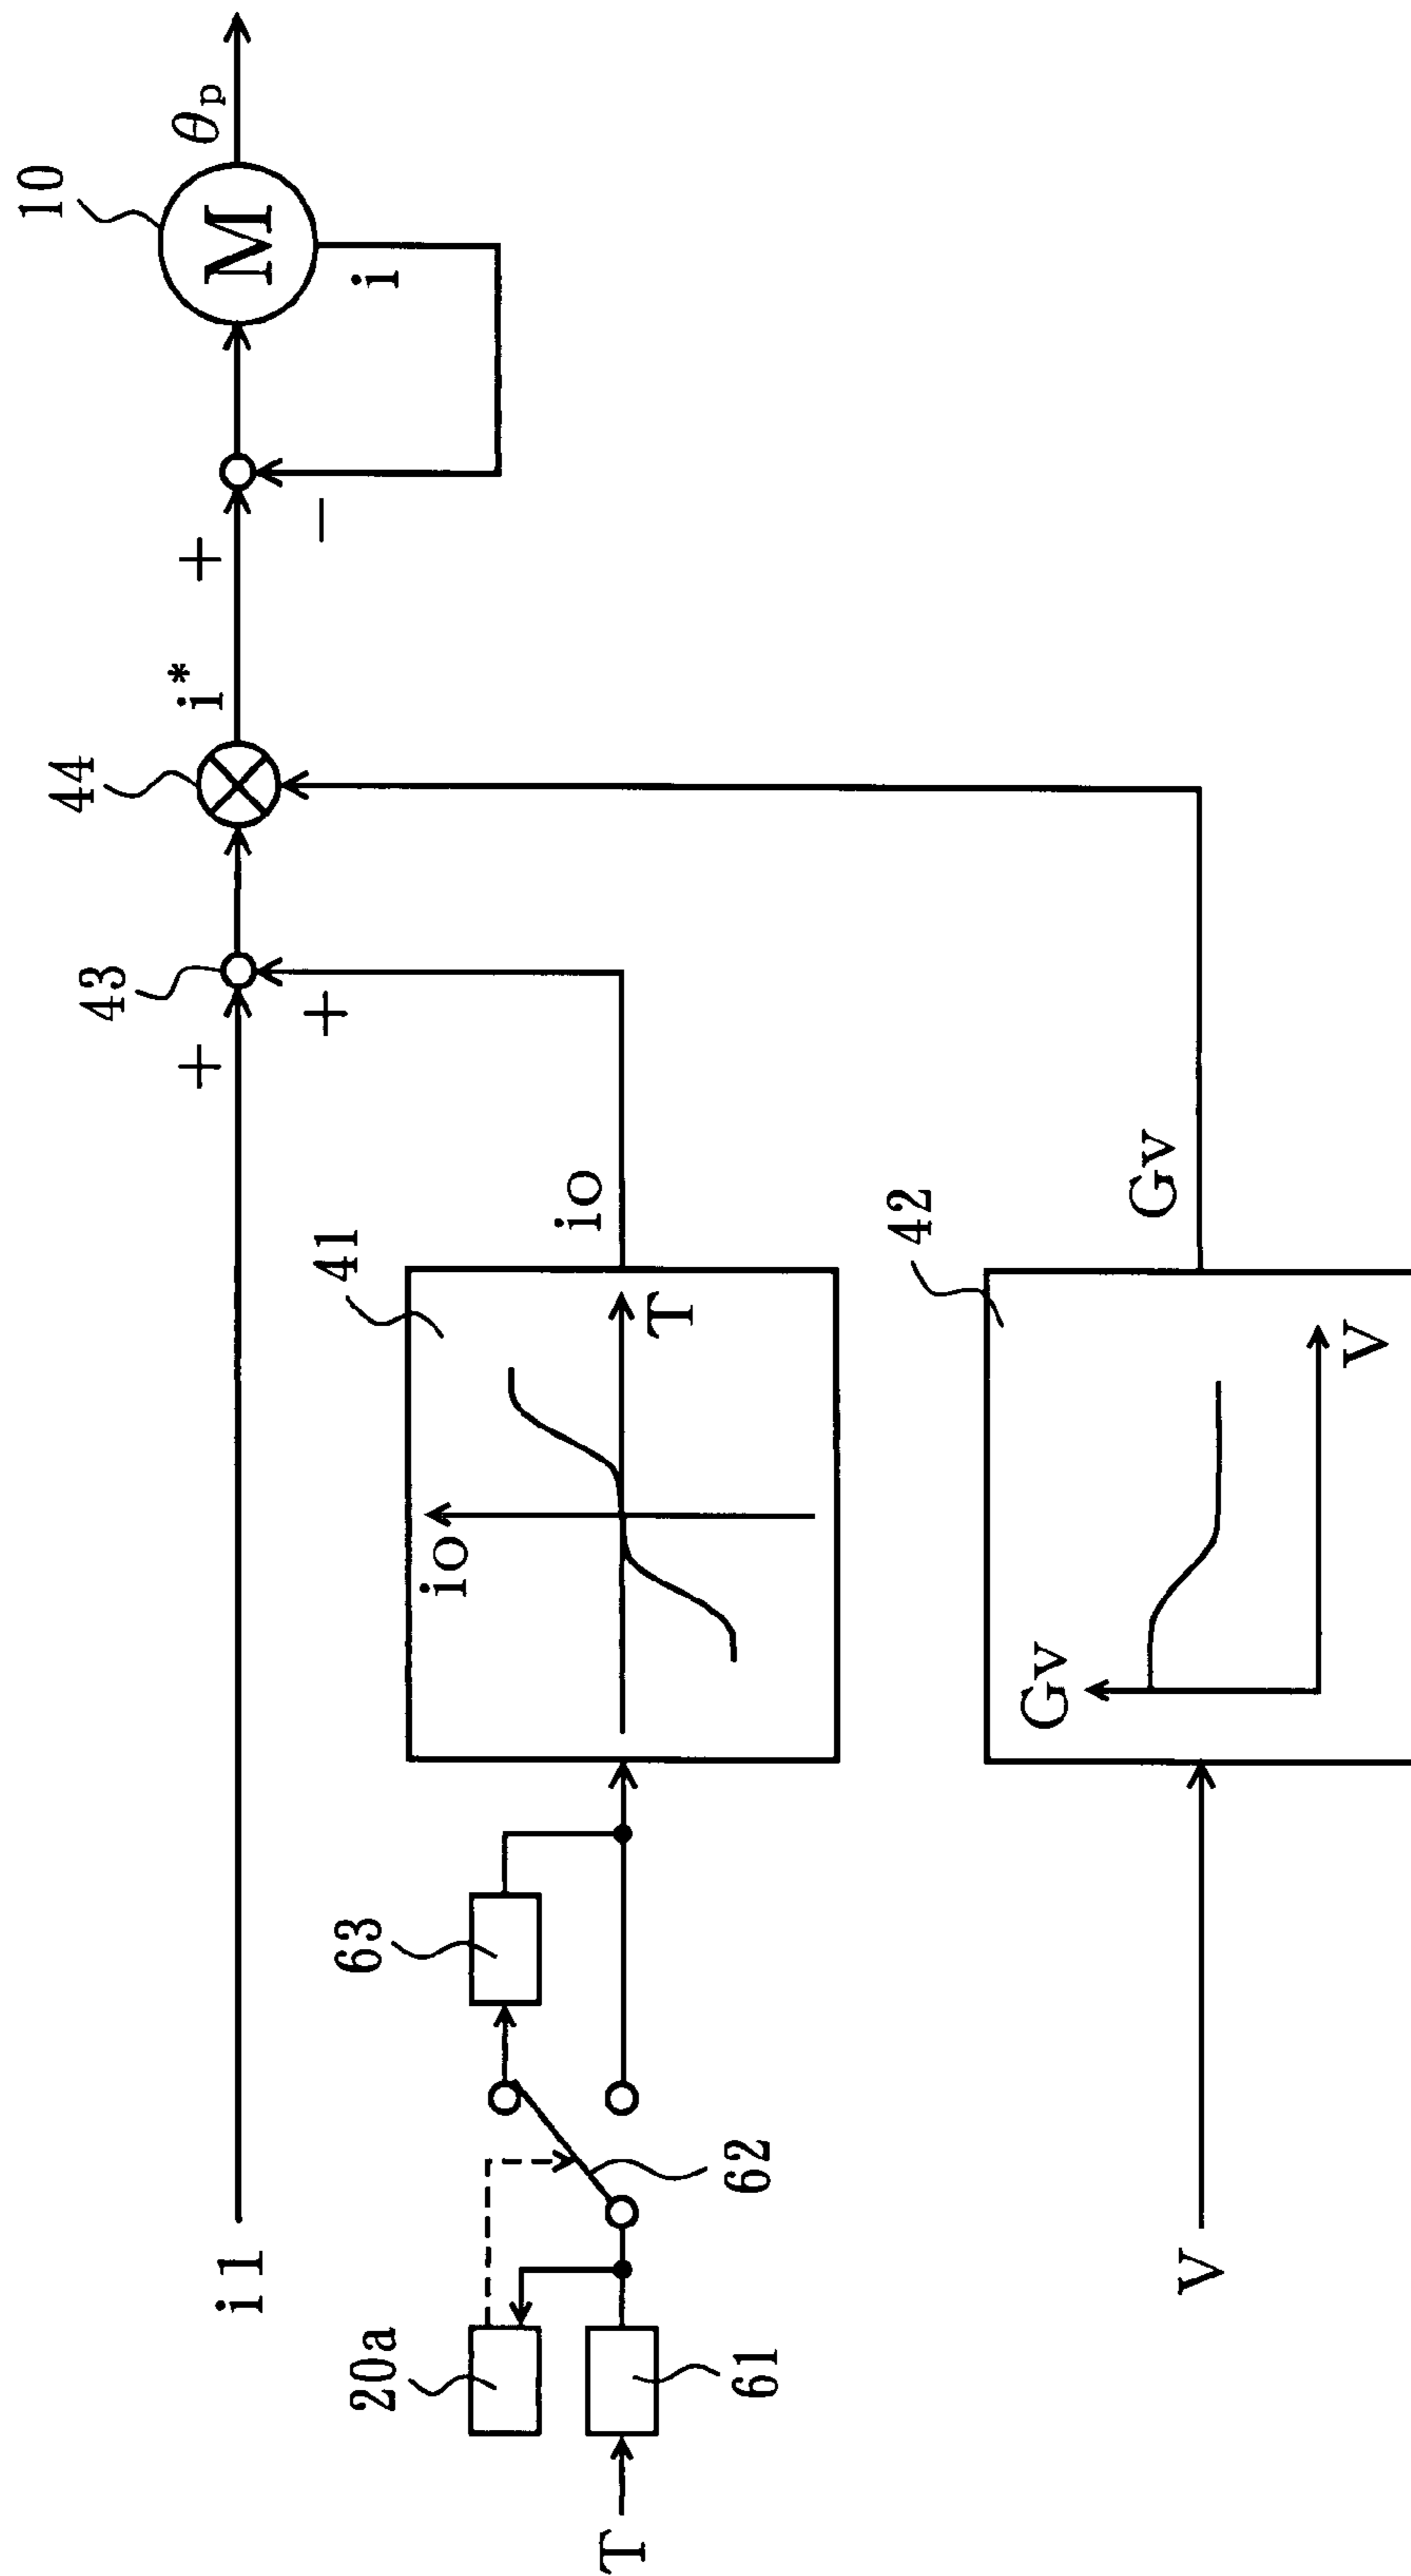 10
θp
M
i
−
+
i*
44
43
+
+
i1
41
io
io
T
63
62
20a
61
T
42
Gv
Gv
V
V